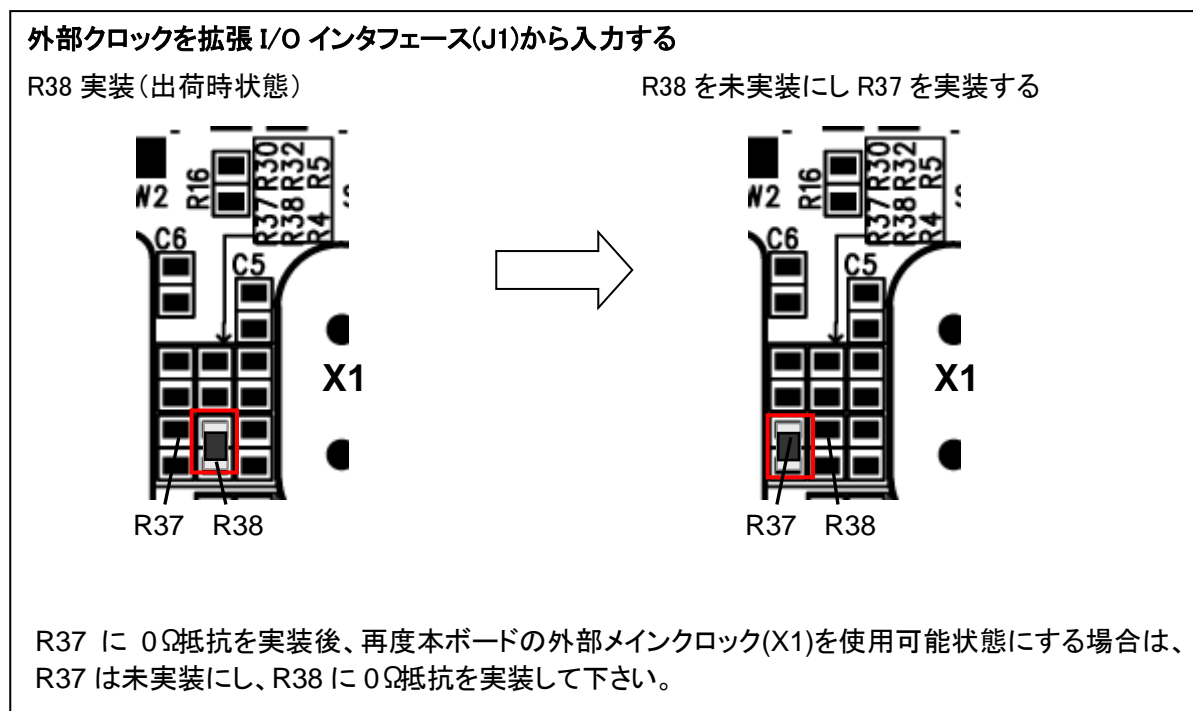 外部クロックを拡張 I/O インタフェース(J1)から入力する
R38 実装(出荷時状態)
R38 を未実装にし R37 を実装する
W2
R16
R37 R30
R38 R32
R4 R5
C6
C5
X1
R37 R38
W2
R16
R37 R30
R38 R32
R4 R5
C6
C5
X1
R37 R38
R37 に 0Ω抵抗を実装後、再度本ボードの外部メインクロック(X1)を使用可能状態にする場合は、
R37 は未実装にし、R38 に 0Ω抵抗を実装して下さい。